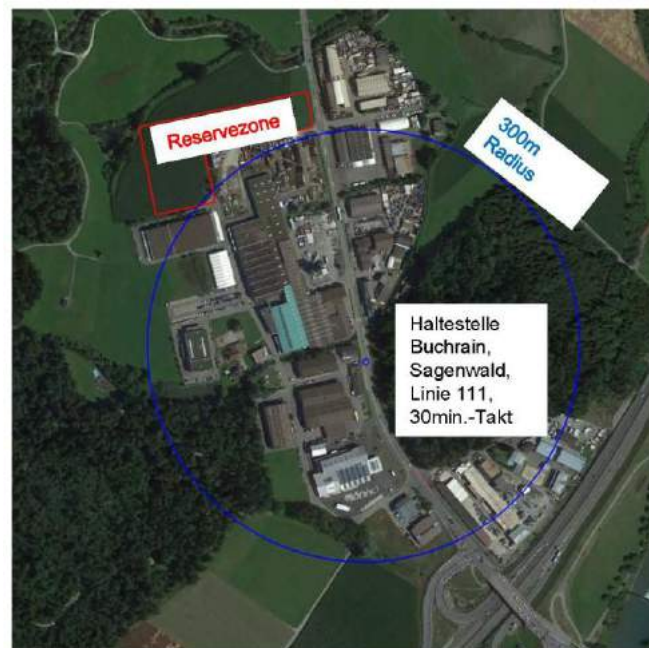 Reservezone
300m
Radius
Haltestelle
Buchrain,
Sagenwald,
Linie 111,
30min.-Takt